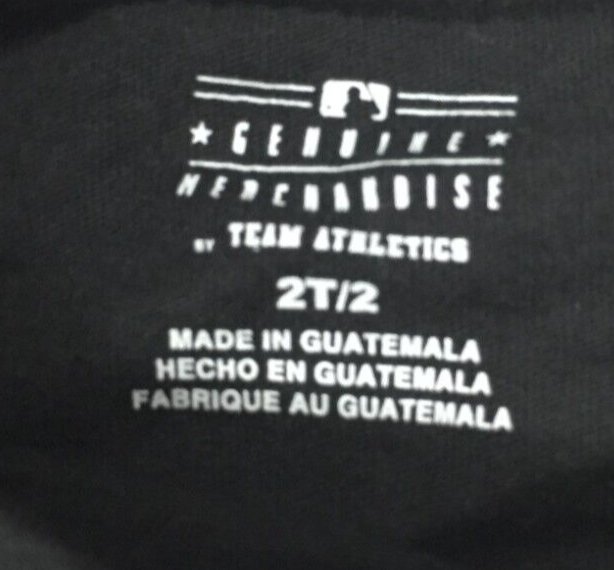 ★ GENUINE ★
MERCHANDISE
BY TEAM ATHLETICS
2T/2
MADE IN GUATEMALA
HECHO EN GUATEMALA
FABRIQUE AU GUATEMALA